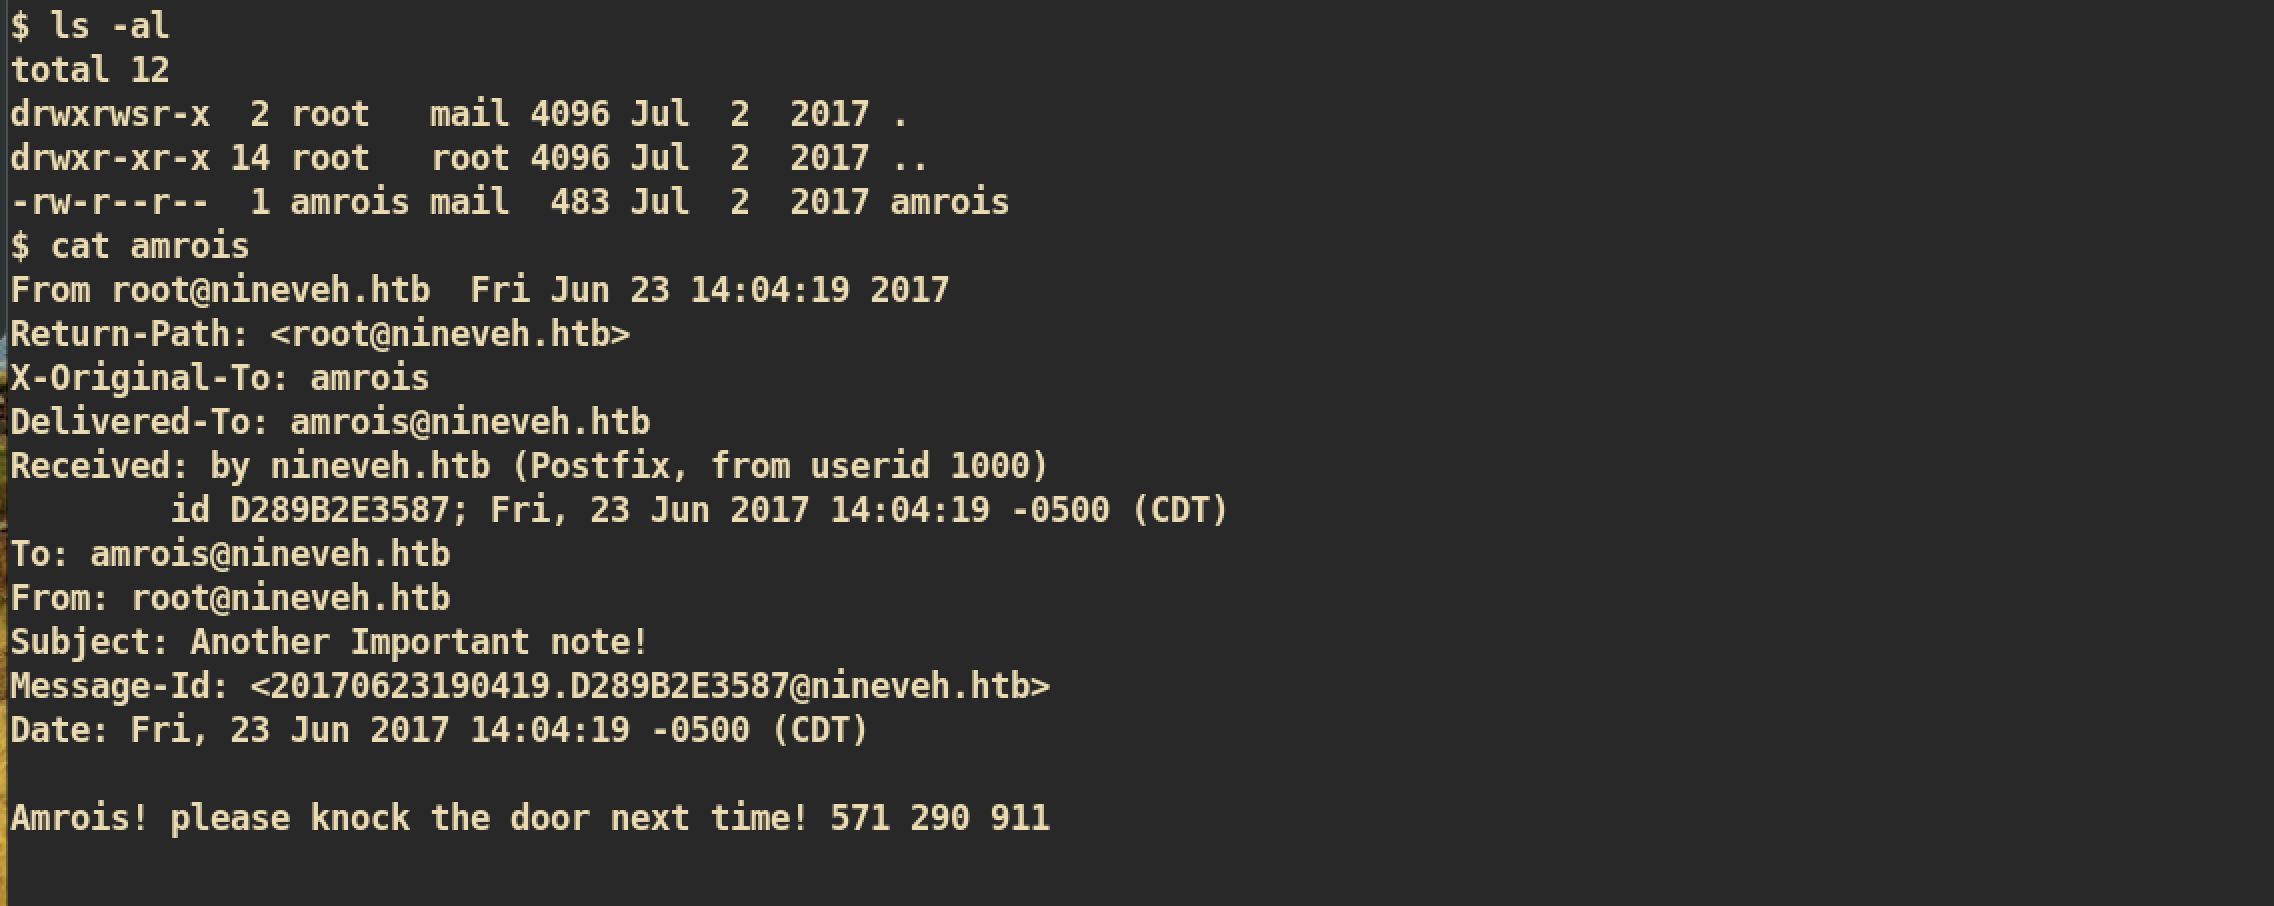 $ ls -al
total 12
drwxrwsr-x  2 root   mail 4096 Jul  2  2017 .
drwxr-xr-x 14 root   root 4096 Jul  2  2017 ..
-rw-r--r--  1 amrois mail  483 Jul  2  2017 amrois
$ cat amrois
From root@nineveh.htb  Fri Jun 23 14:04:19 2017
Return-Path: <root@nineveh.htb>
X-Original-To: amrois
Delivered-To: amrois@nineveh.htb
Received: by nineveh.htb (Postfix, from userid 1000)
        id D289B2E3587; Fri, 23 Jun 2017 14:04:19 -0500 (CDT)
To: amrois@nineveh.htb
From: root@nineveh.htb
Subject: Another Important note!
Message-Id: <20170623190419.D289B2E3587@nineveh.htb>
Date: Fri, 23 Jun 2017 14:04:19 -0500 (CDT)

Amrois! please knock the door next time! 571 290 911